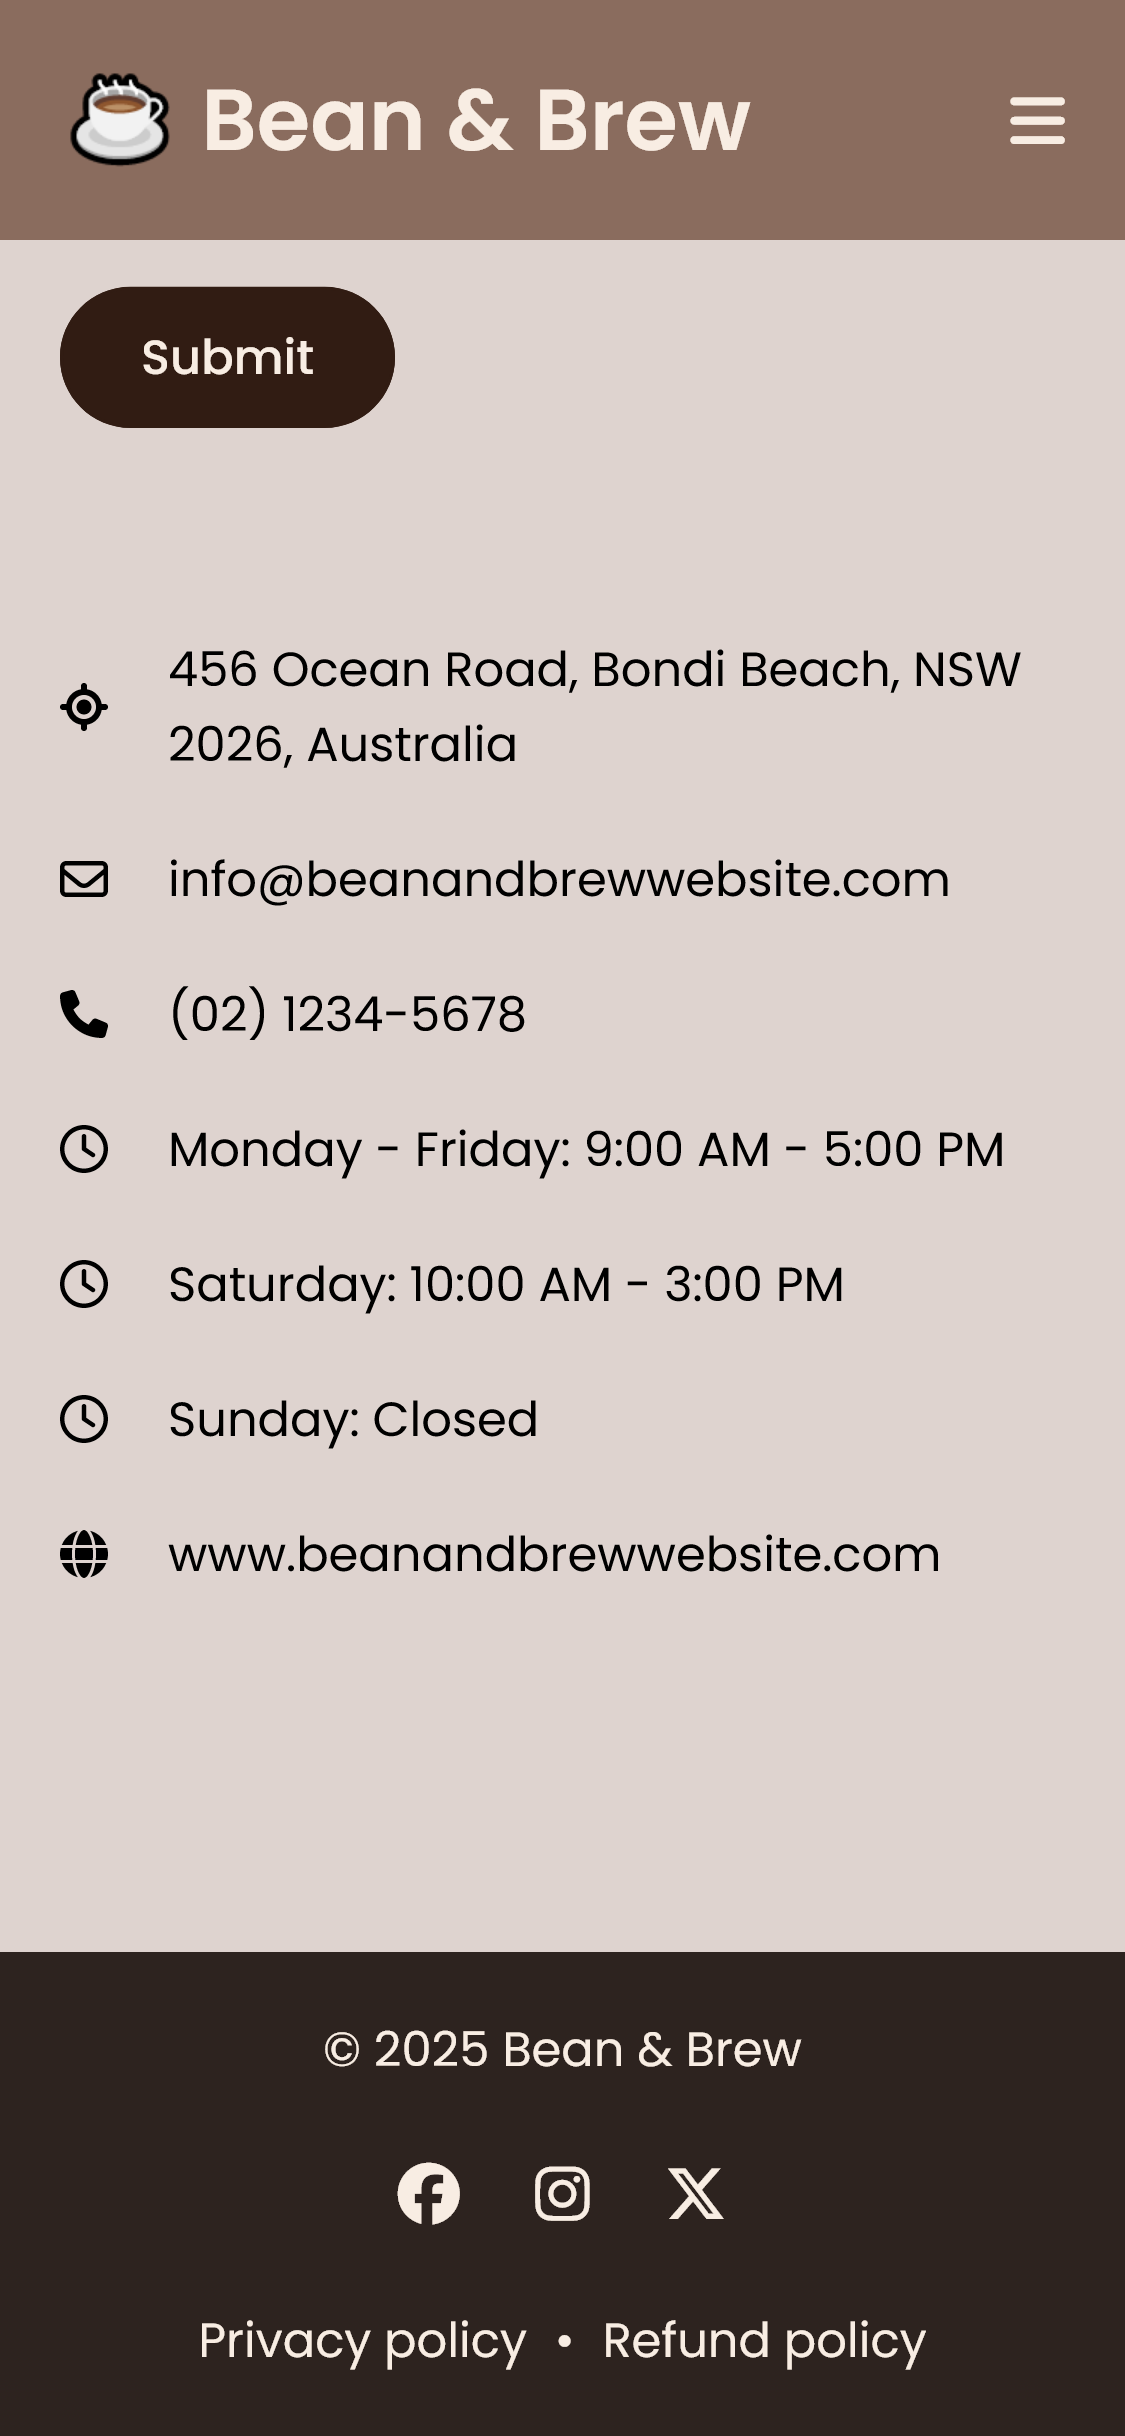 Bean & Brew
Submit
456 Ocean Road, Bondi Beach, NSW
2026, Australia
info@beanandbrewwebsite.com
(02) 1234-5678
Monday - Friday: 9:00 AM - 5:00 PM
Saturday: 10:00 AM - 3:00 PM
Sunday: Closed
www.beanandbrewwebsite.com
© 2025 Bean & Brew
Privacy policy • Refund policy